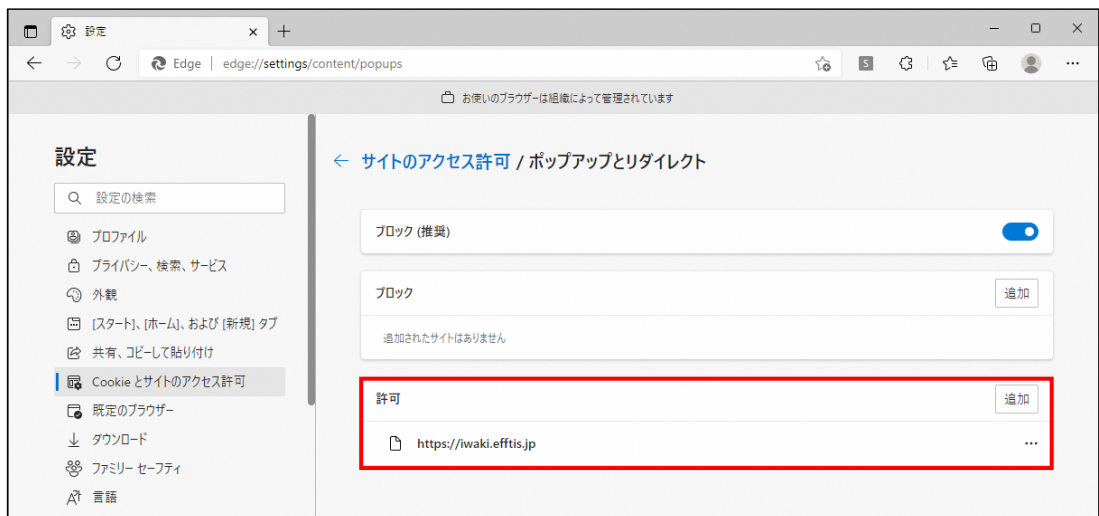 設定
Edge | edge://settings/content/popups
お使いのブラウザーは組織によって管理されています
設定
設定の検索
プロファイル
プライバシー、検索、サービス
外観
[スタート]、[ホーム]、および [新規] タブ
共有、コピーして貼り付け
Cookie とサイトのアクセス許可
既定のブラウザー
ダウンロード
ファミリー セーフティ
言語
サイトのアクセス許可 / ポップアップとリダイレクト
ブロック (推奨)
ブロック
追加
追加されたサイトはありません
許可
追加
https://iwaki.efftis.jp